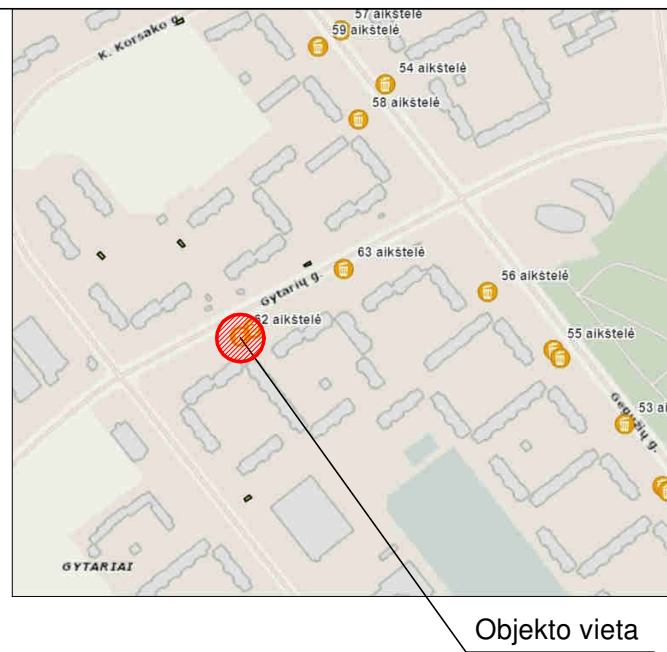 57 aikštelė
59 aikštelė
K. Korsako g.
54 aikštelė
58 aikštelė
63 aikštelė
Gytarių g.
56 aikštelė
62 aikštelė
55 aikštelė
53 ai
Gegužių g.
GYTARIAI
Objekto vieta